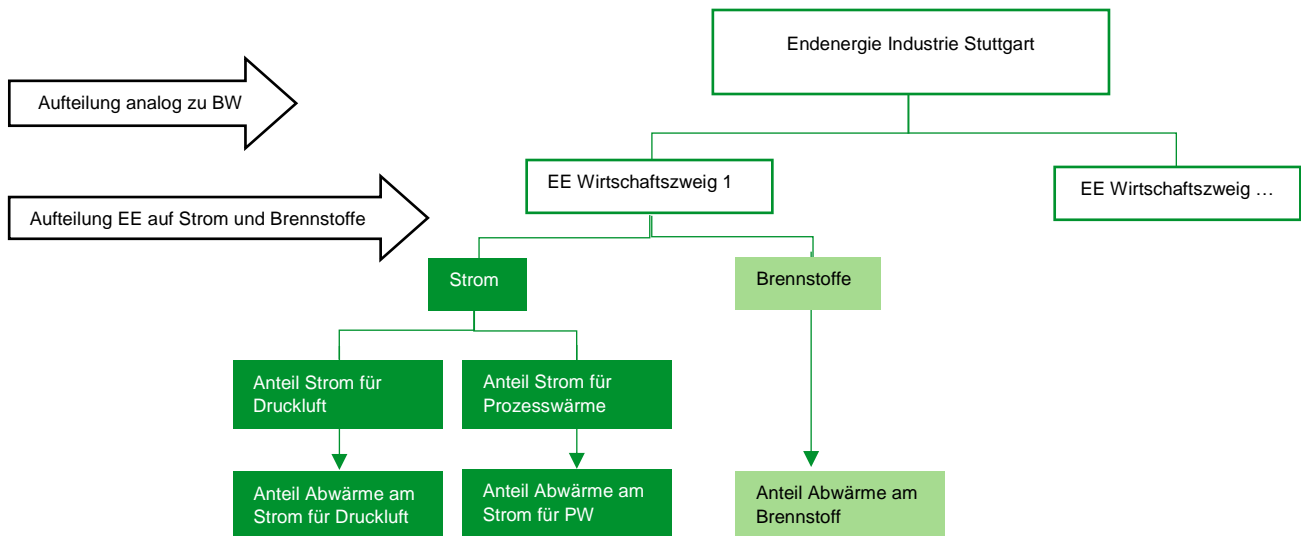 Endenergie Industrie Stuttgart
Aufteilung analog zu BW
EE Wirtschaftszweig 1
EE Wirtschaftszweig …
Aufteilung EE auf Strom und Brennstoffe
Strom
Brennstoffe
Anteil Strom für
Druckluft
Anteil Strom für
Prozesswärme
Anteil Abwärme am
Strom für Druckluft
Anteil Abwärme am
Strom für PW
Anteil Abwärme am
Brennstoff